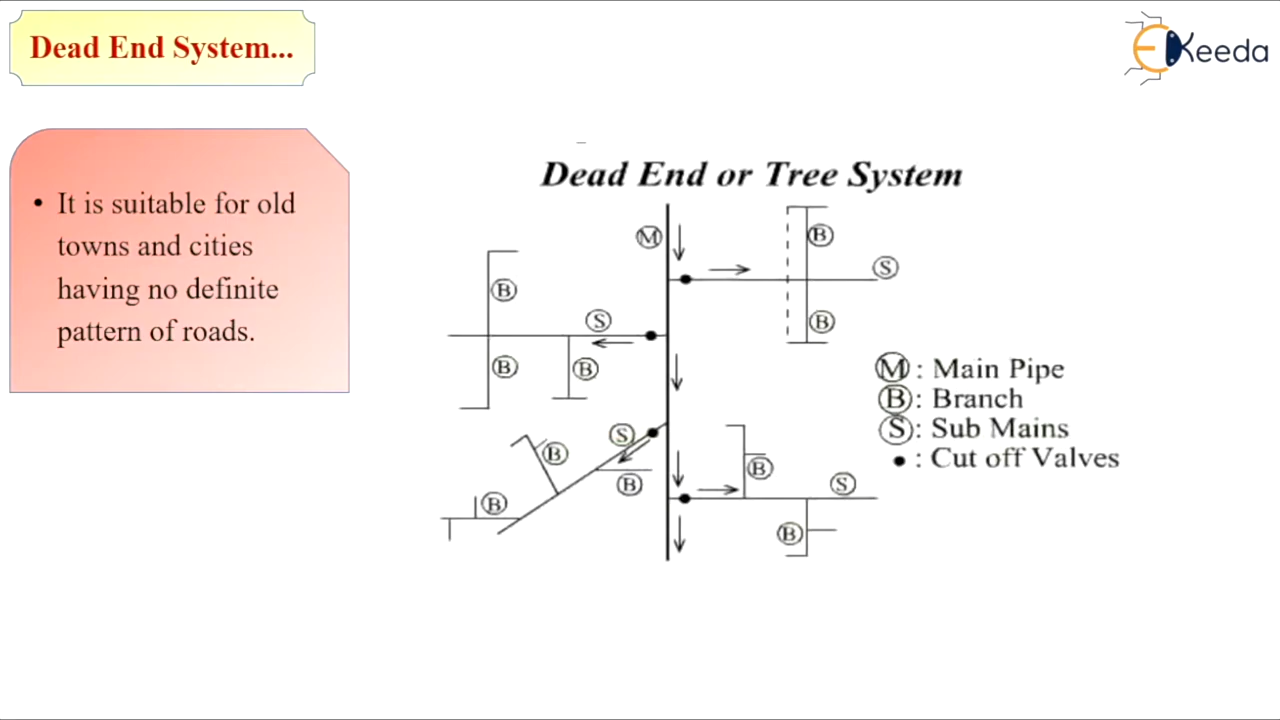 Dead End System...
EKeeda
• It is suitable for old
towns and cities
having no definite
pattern of roads.
Dead End or Tree System
M
B
S
B
B
S
B
B
S
B
B
B
B
S
B
M : Main Pipe
B : Branch
S : Sub Mains
• : Cut off Valves